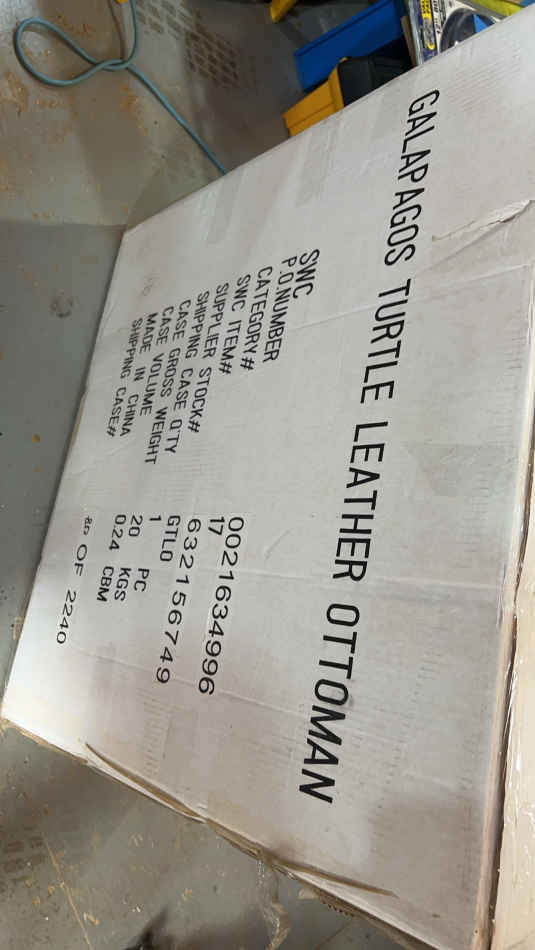 GALAPAGOS TURTLE LEATHER OTTOMAN
SWC
P.O.NUMBER 0021634996
CATEGORY# 17
SWC ITEM# 632156749
SUPPLIER STOCK# GTLO
SHIPPING CASE Q'TY 1 PC
CASE GROSS WEIGHT 20 KGS
CASE VOLUME 0.24 CBM
MADE IN CHINA
SHIPPING CASE# OF 2240